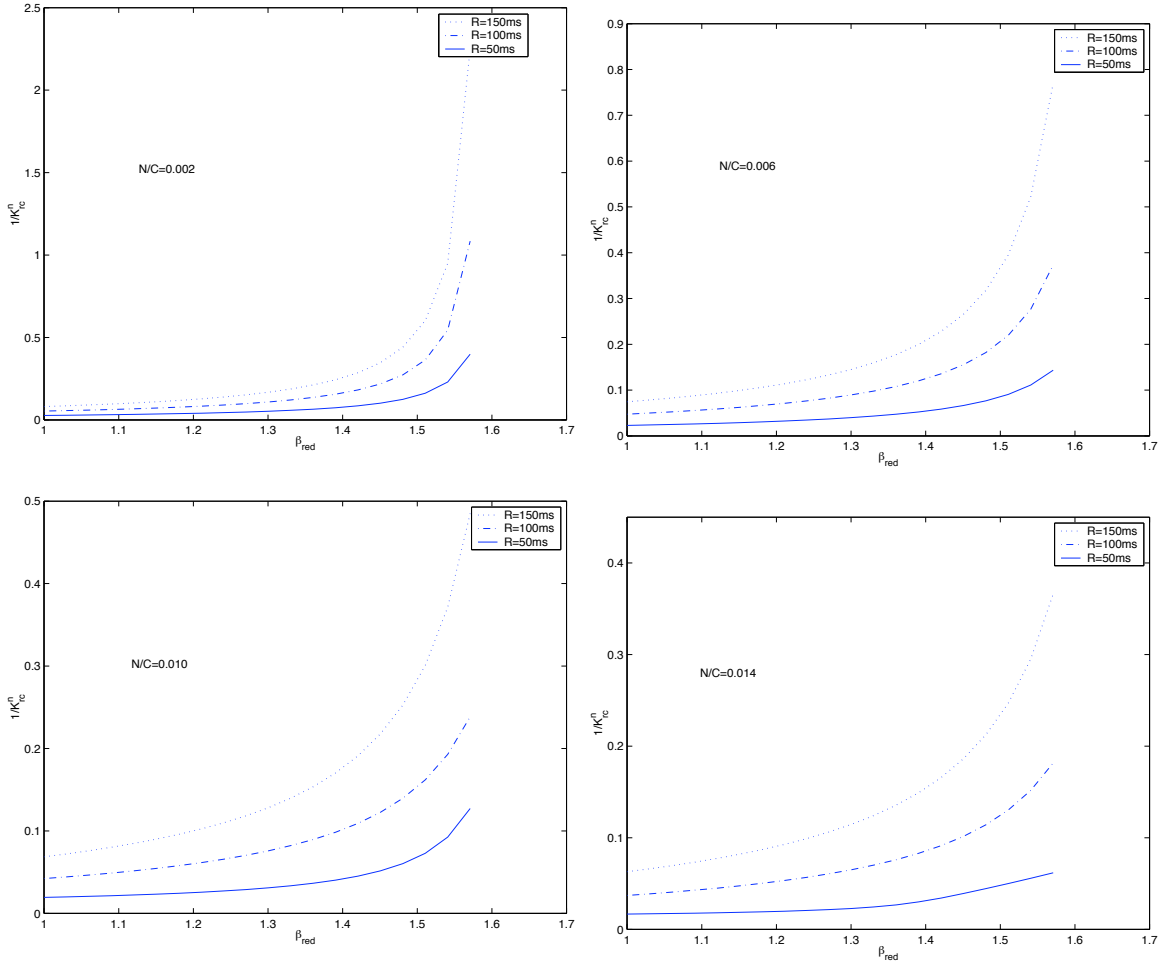 2.5
2
1.5
1
0.5
0
1 1.1 1.2 1.3 1.4 1.5 1.6 1.7
β_red
1/K^n_rc
N/C=0.002
R=150ms
R=100ms
R=50ms
0.9
0.8
0.7
0.6
0.5
0.4
0.3
0.2
0.1
0
1 1.1 1.2 1.3 1.4 1.5 1.6 1.7
β_red
1/K^n_rc
N/C=0.006
R=150ms
R=100ms
R=50ms
0.5
0.4
0.3
0.2
0.1
0
1 1.1 1.2 1.3 1.4 1.5 1.6 1.7
β_red
1/K^n_rc
N/C=0.010
R=150ms
R=100ms
R=50ms
0.4
0.3
0.2
0.1
0
1 1.1 1.2 1.3 1.4 1.5 1.6 1.7
β_red
1/K^n_rc
N/C=0.014
R=150ms
R=100ms
R=50ms